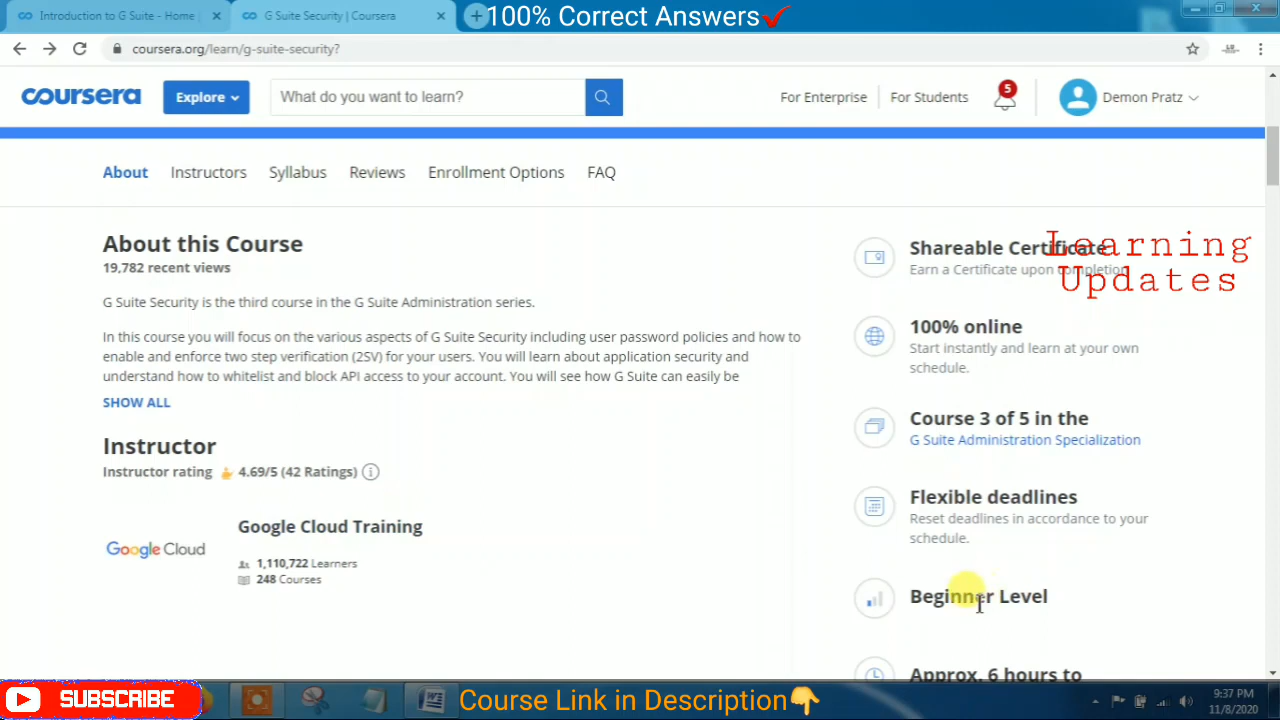 Introduction to G Suite - Home
G Suite Security | Coursera
100% Correct Answers
coursera.org/learn/g-suite-security?
coursera
Explore
What do you want to learn?
For Enterprise
For Students
5
Demon Pratz
About
Instructors
Syllabus
Reviews
Enrollment Options
FAQ
About this Course
19,782 recent views
G Suite Security is the third course in the G Suite Administration series.
In this course you will focus on the various aspects of G Suite Security including user password policies and how to
enable and enforce two step verification (2SV) for your users. You will learn about application security and
understand how to whitelist and block API access to your account. You will see how G Suite can easily be
SHOW ALL
Instructor
Instructor rating 4.69/5 (42 Ratings)
Google Cloud
Google Cloud Training
1,110,722 Learners
248 Courses
Shareable Certificate
Earn a Certificate upon completion
Learning
Updates
100% online
Start instantly and learn at your own
schedule.
Course 3 of 5 in the
G Suite Administration Specialization
Flexible deadlines
Reset deadlines in accordance to your
schedule.
Beginner Level
Approx. 6 hours to
SUBSCRIBE
Course Link in Description
9:37 PM
11/8/2020